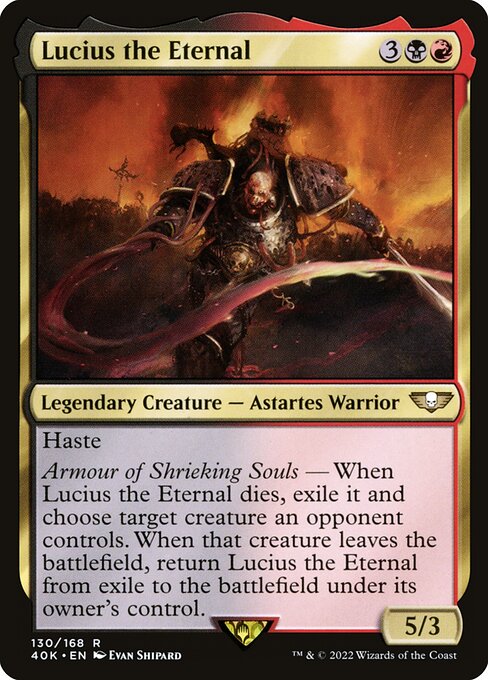 Lucius the Eternal 3
Legendary Creature — Astartes Warrior
Haste
Armour of Shrieking Souls — When
Lucius the Eternal dies, exile it and
choose target creature an opponent
controls. When that creature leaves the
battlefield, return Lucius the Eternal
from exile to the battlefield under its
owner's control.
5/3
130/168 R
40K • EN Evan Shipard
™ & © 2022 Wizards of the Coast